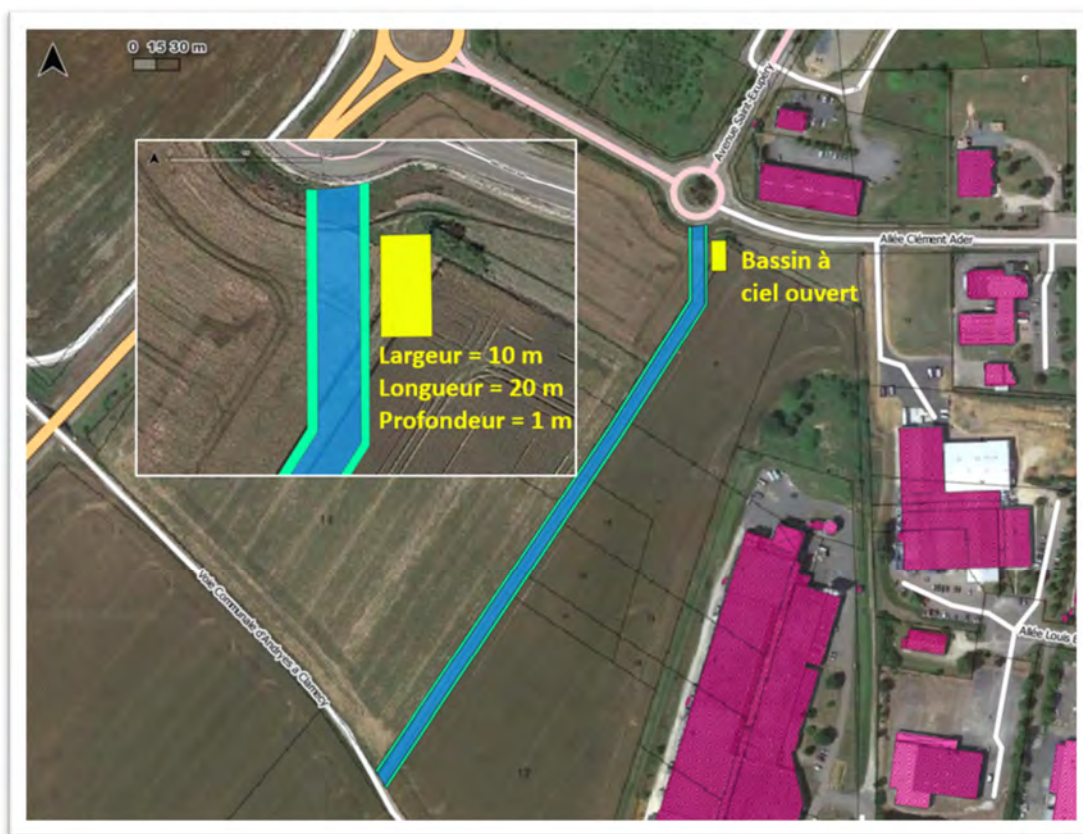 0 15 30 m
Avenue Saint-Exupéry
Allée Clément Ader
Bassin à
ciel ouvert
Largeur = 10 m
Longueur = 20 m
Profondeur = 1 m
Voie Communale d'Andryes à Clamecy
Allée Louis
17